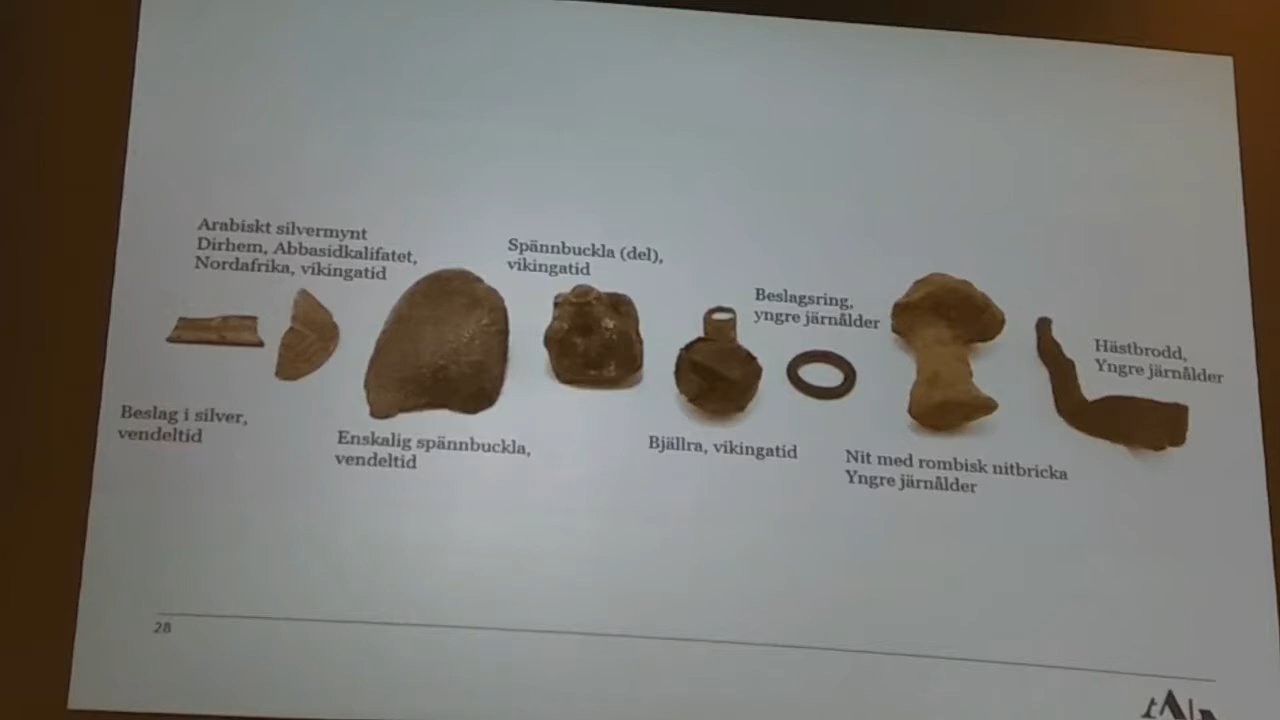 Arabiskt silvermynt
Dirhem, Abbasidkalifatet,
Nordafrika, vikingatid
Spännbuckla (del),
vikingatid
Beslagsring,
yngre järnålder
Hästbrodd,
Yngre järnålder
Beslag i silver,
vendeltid
Enskalig spännbuckla,
vendeltid
Bjällra, vikingatid
Nit med rombisk nitbricka
Yngre järnålder
28